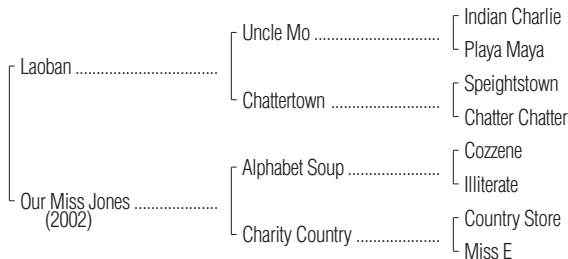 Indian Charlie
Uncle Mo ..............................
Playa Maya
Laoban ..................................
Speightstown
Chattertown ..........................
Chatter Chatter
Cozzene
Alphabet Soup ......................
Illiterate
Our Miss Jones ....................
(2002)
Country Store
Charity Country ....................
Miss E